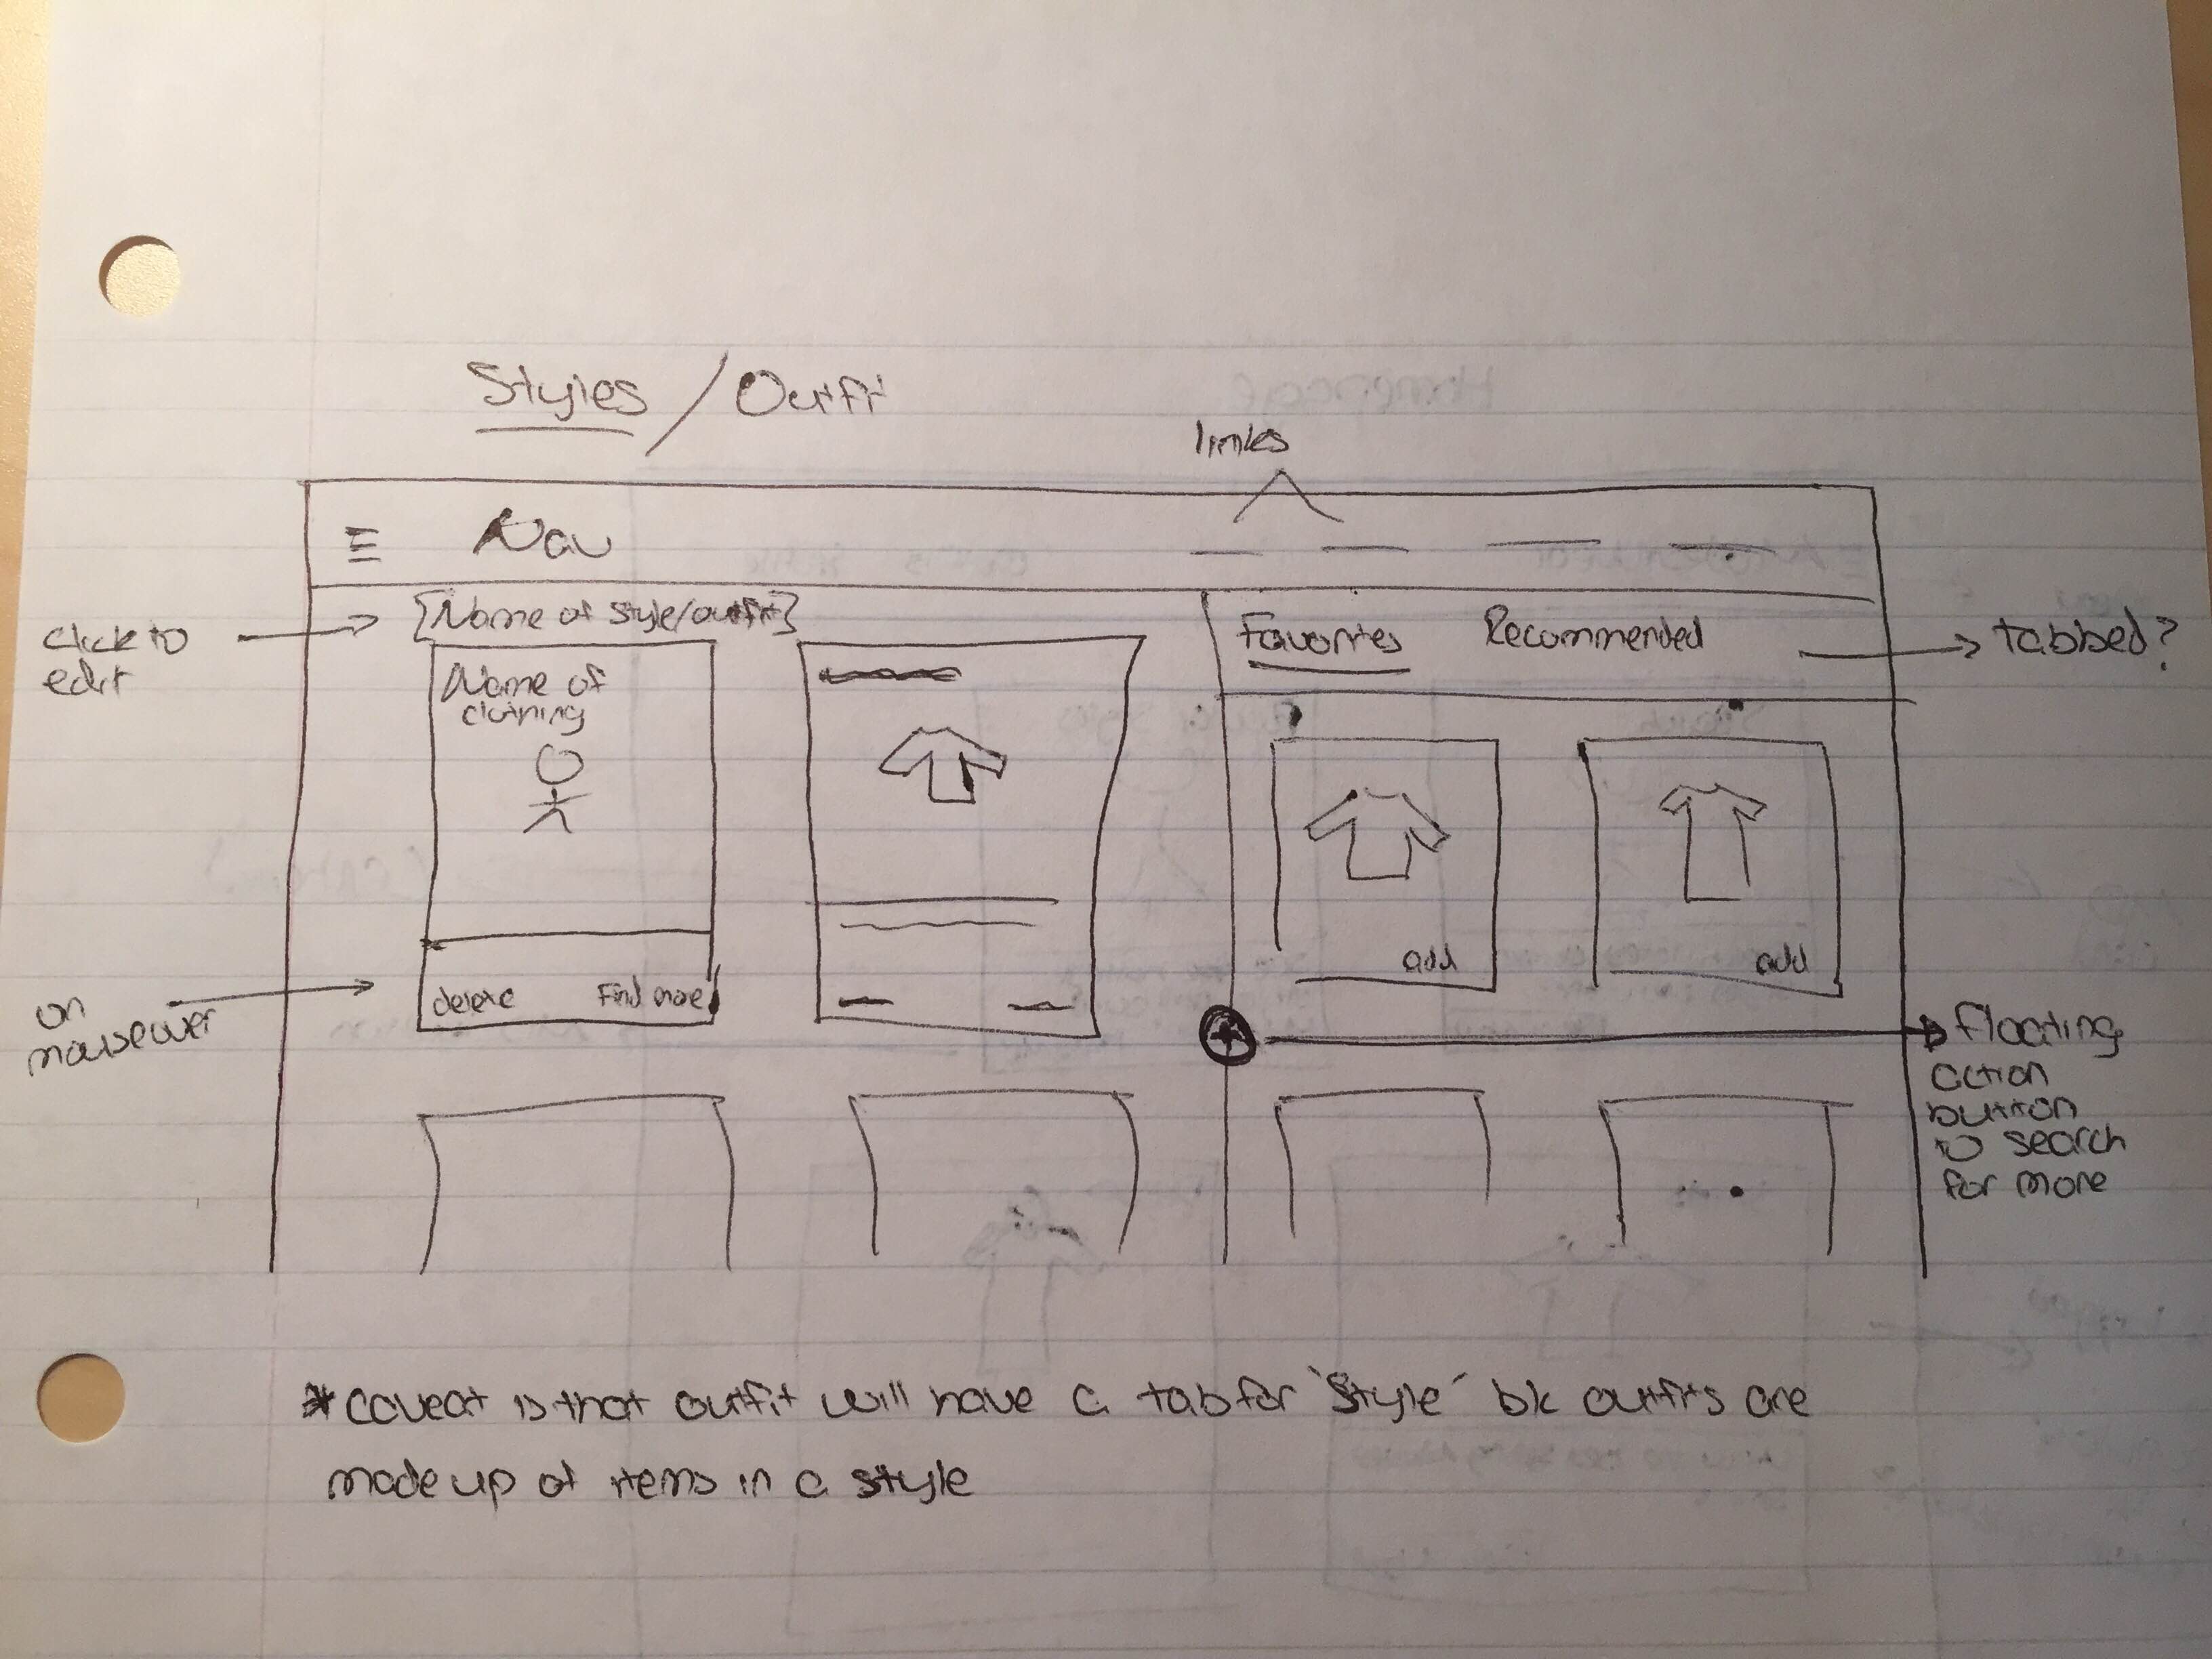 Styles / Outfit
links
Nav
click to
edit
[Name of style/outfit]
Favorites Recommended
tabbed?
Name of
clothing
add
add
on
mouseover
delete Find more
floating
action
button
to search
for more
* caveat is that outfit will have a tab for "Style" bk outfits are
made up of items in a style